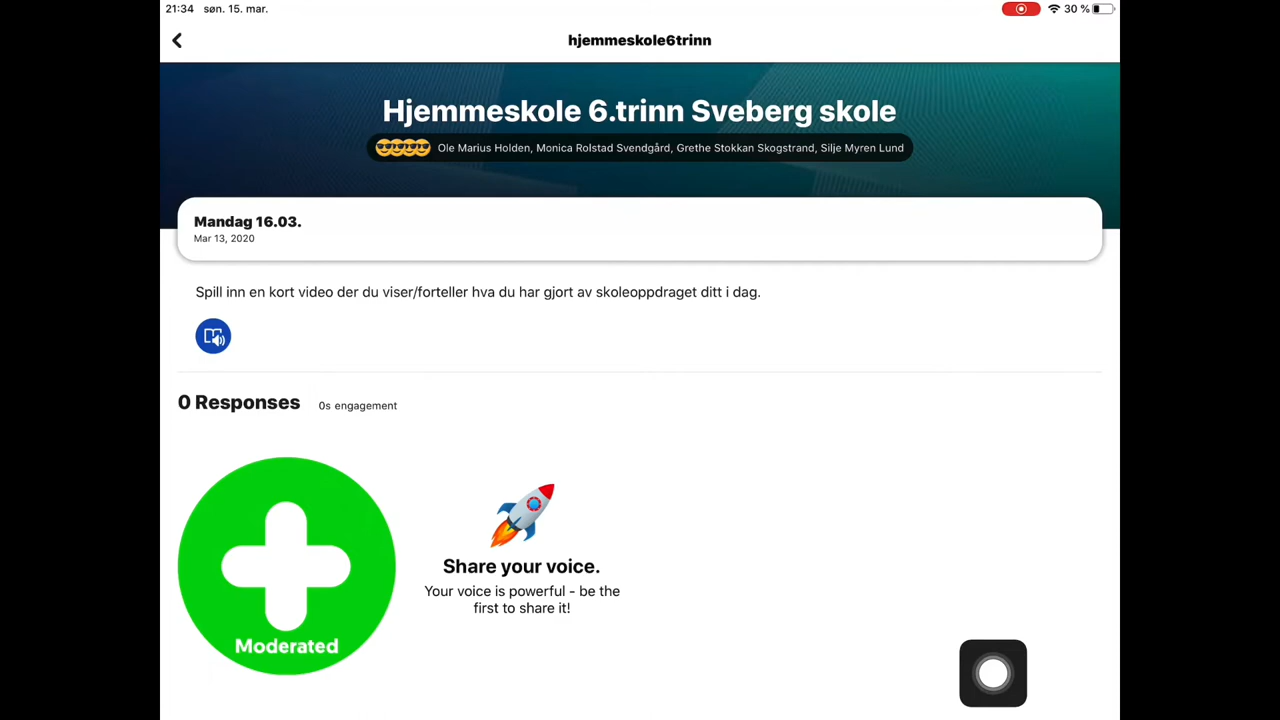 21:34 søn. 15. mar.
30 %
hjemmeskole6trinn
Hjemmeskole 6.trinn Sveberg skole
Ole Marius Holden, Monica Rolstad Svendgård, Grethe Stokkan Skogstrand, Silje Myren Lund
Mandag 16.03.
Mar 13, 2020
Spill inn en kort video der du viser/forteller hva du har gjort av skoleoppdraget ditt i dag.
0 Responses 0s engagement
Moderated
Share your voice.
Your voice is powerful - be the
first to share it!